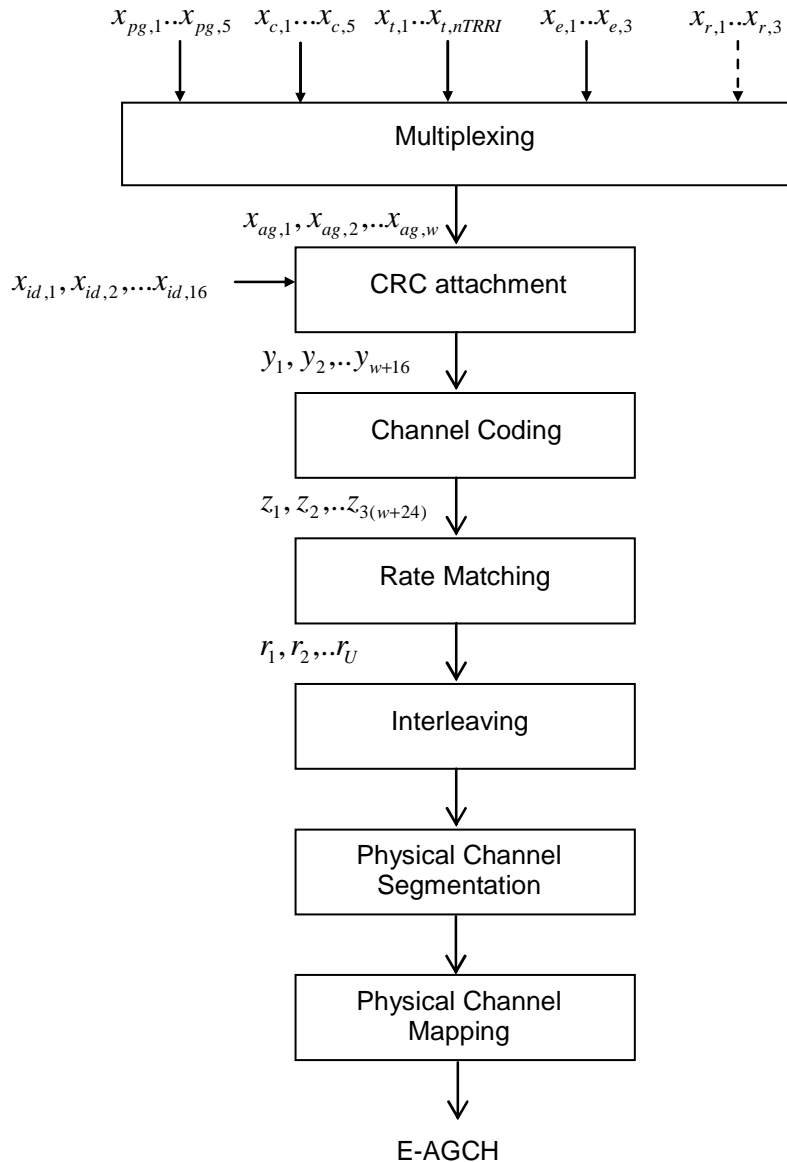 x_{pg,1}..x_{pg,5} x_{c,1}...x_{c,5} x_{t,1}..x_{t,nTRRI} x_{e,1}..x_{e,3} x_{r,1}..x_{r,3}
Multiplexing
x_{ag,1}, x_{ag,2},..x_{ag,w}
x_{id,1}, x_{id,2},...x_{id,16}
CRC attachment
y_1, y_2,..y_{w+16}
Channel Coding
z_1, z_2,..z_{3(w+24)}
Rate Matching
r_1, r_2,..r_U
Interleaving
Physical Channel
Segmentation
Physical Channel
Mapping
E-AGCH